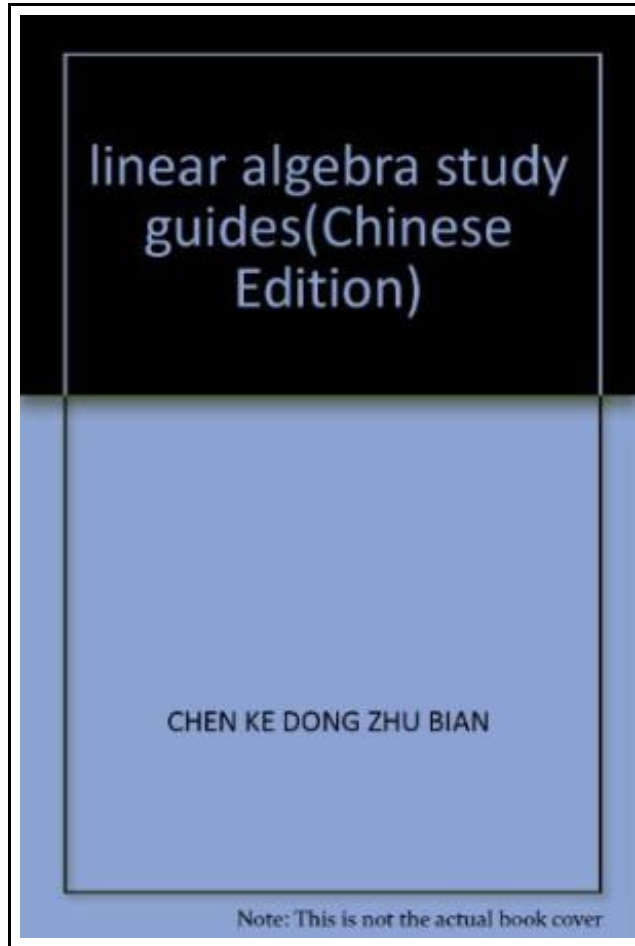 linear algebra study
guides(Chinese
Edition)
CHEN KE DONG ZHU BIAN
Note: This is not the actual book cover